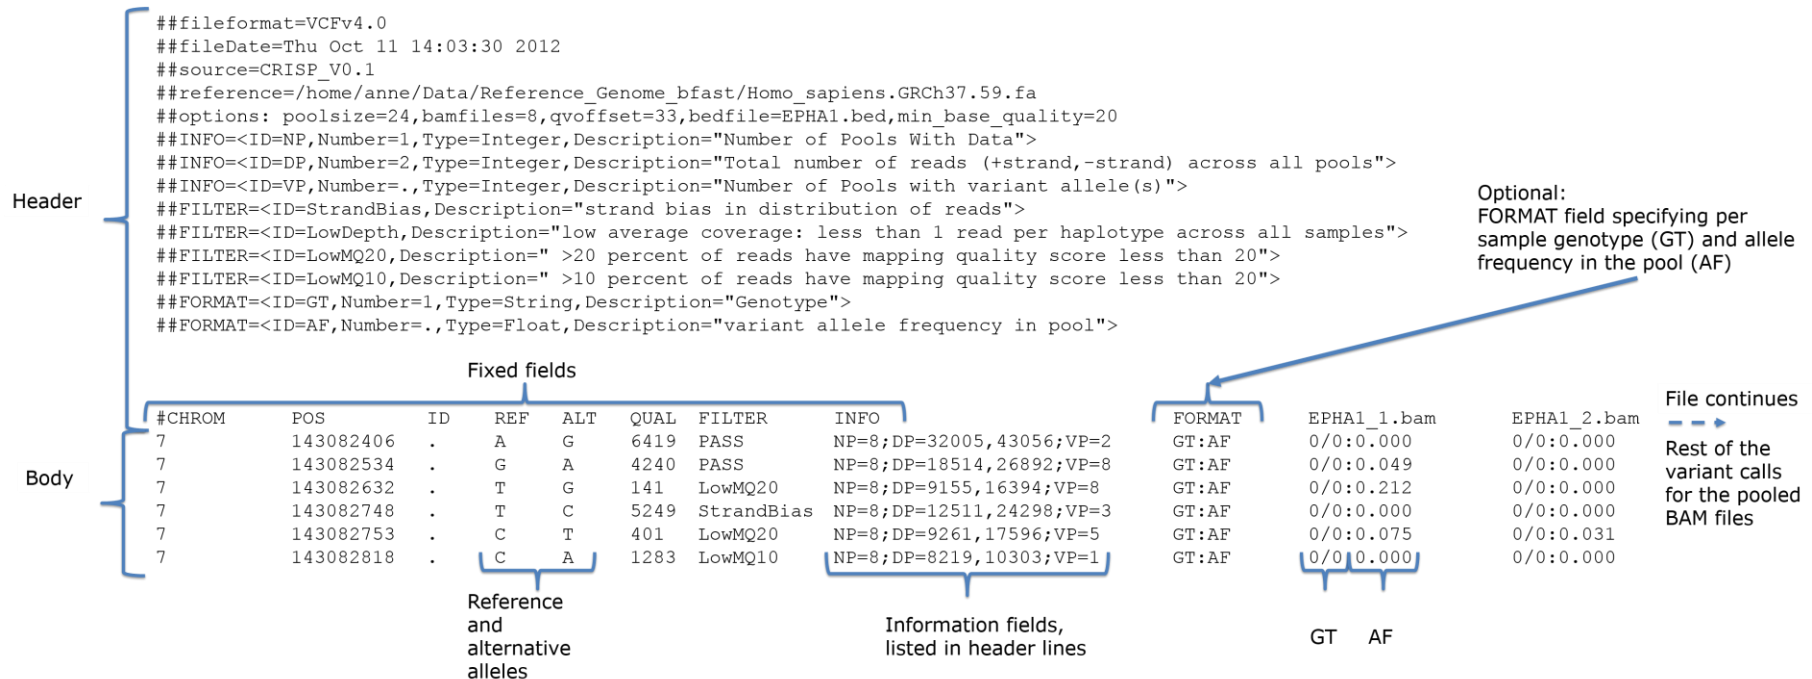 ##fileformat=VCFv4.0
##fileDate=Thu Oct 11 14:03:30 2012
##source=CRISP_V0.1
##reference=/home/anne/Data/Reference_Genome_bfast/Homo_sapiens.GRCh37.59.fa
##options: poolsize=24,bamfiles=8,qvoffset=33,bedfile=EPHA1.bed,min_base_quality=20
##INFO=<ID=NP,Number=1,Type=Integer,Description="Number of Pools With Data">
##INFO=<ID=DP,Number=2,Type=Integer,Description="Total number of reads (+strand,-strand) across all pools">
##INFO=<ID=VP,Number=.,Type=Integer,Description="Number of Pools with variant allele(s)">
##FILTER=<ID=StrandBias,Description="strand bias in distribution of reads">
##FILTER=<ID=LowDepth,Description="low average coverage: less than 1 read per haplotype across all samples">
##FILTER=<ID=LowMQ20,Description=" >20 percent of reads have mapping quality score less than 20">
##FILTER=<ID=LowMQ10,Description=" >10 percent of reads have mapping quality score less than 20">
##FORMAT=<ID=GT,Number=1,Type=String,Description="Genotype">
##FORMAT=<ID=AF,Number=.,Type=Float,Description="variant allele frequency in pool">
Header
Optional:
FORMAT field specifying per
sample genotype (GT) and allele
frequency in the pool (AF)
Fixed fields
#CHROM POS ID REF ALT QUAL FILTER INFO FORMAT EPHA1_1.bam EPHA1_2.bam
7 143082406 . A G 6419 PASS NP=8;DP=32005,43056;VP=2 GT:AF 0/0:0.000 0/0:0.000
7 143082534 . G A 4240 PASS NP=8;DP=18514,26892;VP=8 GT:AF 0/0:0.049 0/0:0.000
7 143082632 . T G 141 LowMQ20 NP=8;DP=9155,16394;VP=8 GT:AF 0/0:0.212 0/0:0.000
7 143082748 . T C 5249 StrandBias NP=8;DP=12511,24298;VP=3 GT:AF 0/0:0.000 0/0:0.000
7 143082753 . C T 401 LowMQ20 NP=8;DP=9261,17596;VP=5 GT:AF 0/0:0.075 0/0:0.031
7 143082818 . C A 1283 LowMQ10 NP=8;DP=8219,10303;VP=1 GT:AF 0/0:0.000 0/0:0.000
Body
File continues
Rest of the
variant calls
for the pooled
BAM files
Reference
and
alternative
alleles
Information fields,
listed in header lines
GT AF